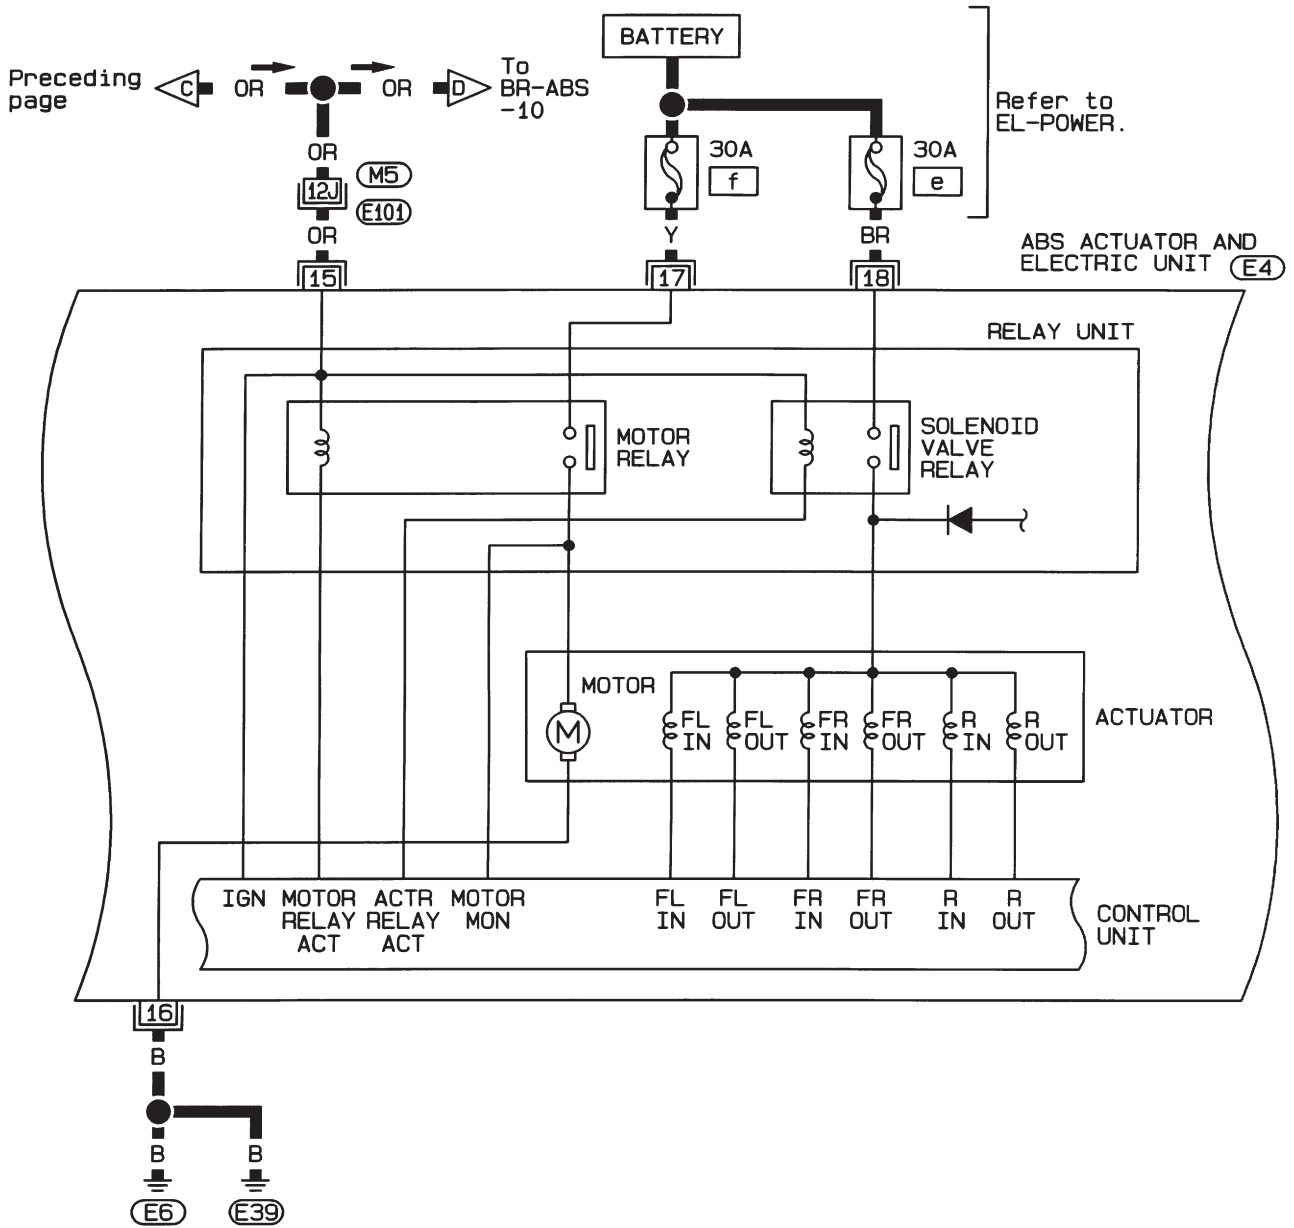 BATTERY
Preceding
page
C
OR
OR
D
To
BR-ABS
-10
Refer to
EL-POWER.
OR
M5
12J
E101
OR
30A
f
30A
e
Y
BR
15
17
18
ABS ACTUATOR AND
ELECTRIC UNIT
E4
RELAY UNIT
MOTOR
RELAY
SOLENOID
VALVE
RELAY
MOTOR
M
FL
IN
FL
OUT
FR
IN
FR
OUT
R
IN
R
OUT
ACTUATOR
IGN
MOTOR
RELAY
ACT
ACTR
RELAY
ACT
MOTOR
MON
FL
IN
FL
OUT
FR
IN
FR
OUT
R
IN
R
OUT
CONTROL
UNIT
16
B
B
B
E6
E39